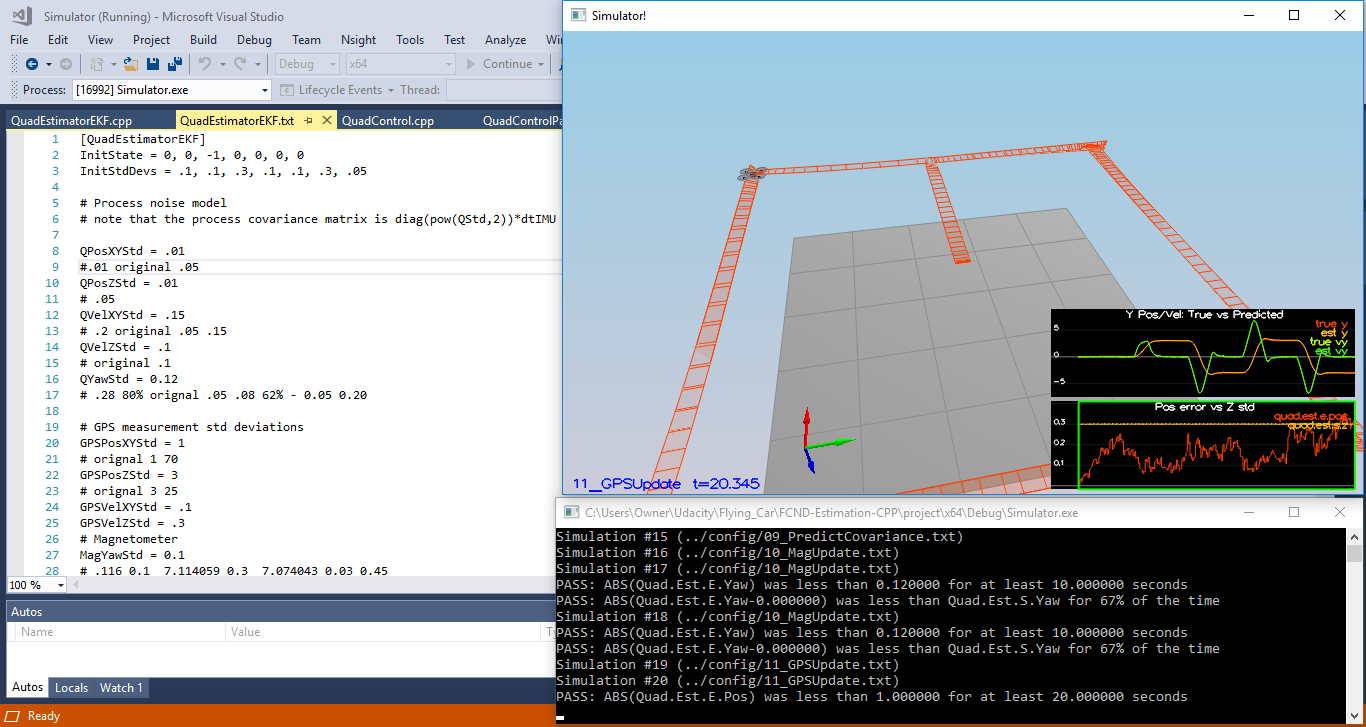 Simulator (Running) - Microsoft Visual Studio
File Edit View Project Build Debug Team Nsight Tools Test Analyze Win
Debug x64 Continue
Process: [16992] Simulator.exe Lifecycle Events Thread:
QuadEstimatorEKF.cpp QuadEstimatorEKF.txt QuadControl.cpp QuadControlPa
1 [QuadEstimatorEKF]
2 InitState = 0, 0, -1, 0, 0, 0, 0
3 InitStdDevs = .1, .1, .3, .1, .1, .3, .05
4
5 # Process noise model
6 # note that the process covariance matrix is diag(pow(QStd,2))*dtIMU
7
8 QPosXYStd = .01
9 #.01 original .05
10 QPosZStd = .01
11 # .05
12 QVelXYStd = .15
13 # .2 original .05 .15
14 QVelZStd = .1
15 # original .1
16 QYawStd = 0.12
17 # .28 80% orignal .05 .08 62% - 0.05 0.20
18
19 # GPS measurement std deviations
20 GPSPosXYStd = 1
21 # orignal 1 70
22 GPSPosZStd = 3
23 # orignal 3 25
24 GPSVelXYStd = .1
25 GPSVelZStd = .3
26 # Magnetometer
27 MagYawStd = 0.1
28 # .116 0.1 7.114059 0.3 7.074043 0.03 0.45
100 %
Autos
Name Value Ty
Autos Locals Watch 1
Ready
Simulator!
Y Pos/Vel: True vs Predicted
true y
est y
true vy
est vy
5
0
-5
Pos error vs Z std
quad.est.e.pos
quad.est.s.z
0.3
0.2
0.1
11_GPSUpdate t=20.345
C:\Users\Owner\Udacity\Flying_Car\FCND-Estimation-CPP\project\x64\Debug\Simulator.exe
Simulation #15 (../config/09_PredictCovariance.txt)
Simulation #16 (../config/10_MagUpdate.txt)
Simulation #17 (../config/10_MagUpdate.txt)
PASS: ABS(Quad.Est.E.Yaw) was less than 0.120000 for at least 10.000000 seconds
PASS: ABS(Quad.Est.E.Yaw-0.000000) was less than Quad.Est.S.Yaw for 67% of the time
Simulation #18 (../config/10_MagUpdate.txt)
PASS: ABS(Quad.Est.E.Yaw) was less than 0.120000 for at least 10.000000 seconds
PASS: ABS(Quad.Est.E.Yaw-0.000000) was less than Quad.Est.S.Yaw for 67% of the time
Simulation #19 (../config/11_GPSUpdate.txt)
Simulation #20 (../config/11_GPSUpdate.txt)
PASS: ABS(Quad.Est.E.Pos) was less than 1.000000 for at least 20.000000 seconds